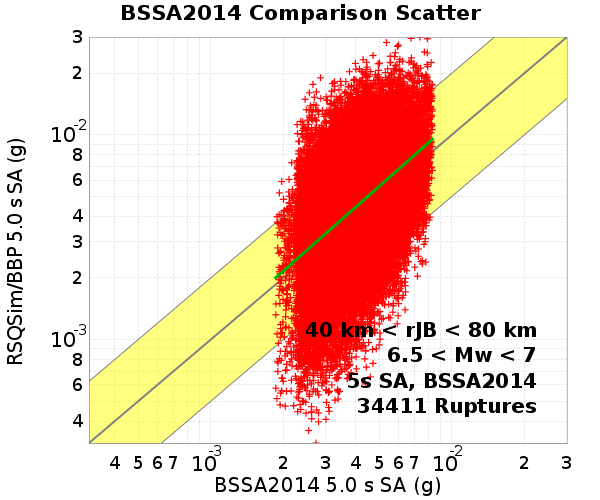 BSSA2014 Comparison Scatter
RSQSim/BBP 5.0 s SA (g)
3
2
10-2
8
6
4
3
2
10-3
8
6
4
40 km < rJB < 80 km
6.5 < Mw < 7
5s SA, BSSA2014
34411 Ruptures
4 5 6 7 10-3 2 3 4 5 6 7 10-2 2 3
BSSA2014 5.0 s SA (g)